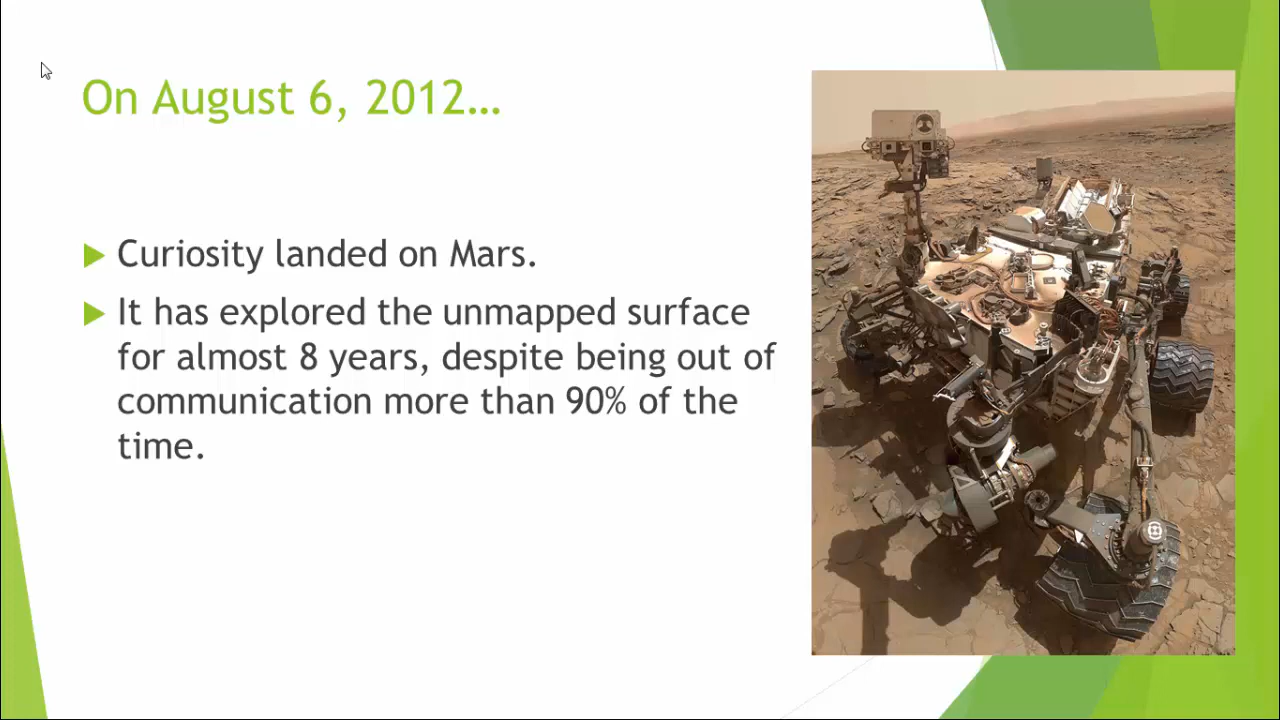 On August 6, 2012…
Curiosity landed on Mars.
It has explored the unmapped surface
for almost 8 years, despite being out of
communication more than 90% of the
time.